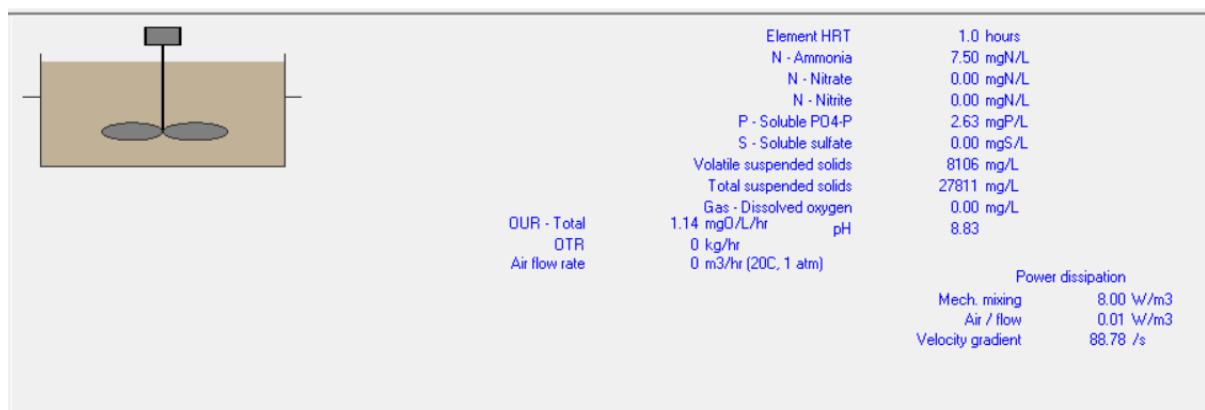 Element HRT 1.0 hours
N - Ammonia 7.50 mgN/L
N - Nitrate 0.00 mgN/L
N - Nitrite 0.00 mgN/L
P - Soluble PO4-P 2.63 mgP/L
S - Soluble sulfate 0.00 mgS/L
Volatile suspended solids 8106 mg/L
Total suspended solids 27811 mg/L
Gas - Dissolved oxygen 0.00 mg/L
OUR - Total 1.14 mgO/L/hr pH 8.83
OTR 0 kg/hr
Air flow rate 0 m3/hr (20C, 1 atm)
Power dissipation
Mech. mixing 8.00 W/m3
Air / flow 0.01 W/m3
Velocity gradient 88.78 /s